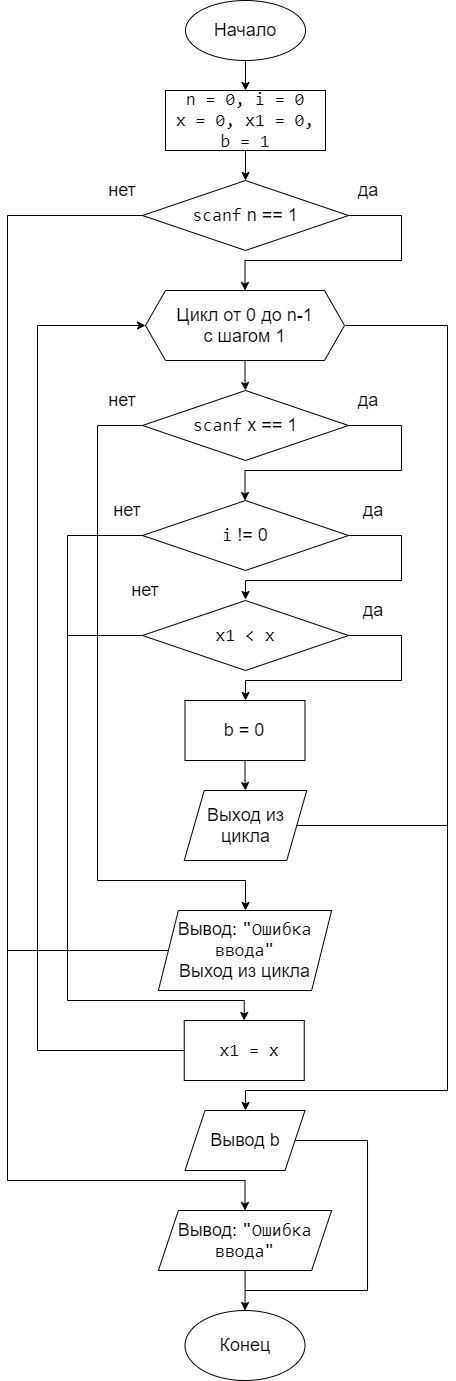 Начало
n = 0, i = 0
x = 0, x1 = 0,
b = 1
нет
да
scanf n == 1
Цикл от 0 до n-1
с шагом 1
нет
да
scanf x == 1
нет
да
i != 0
нет
да
x1 < x
b = 0
Выход из
цикла
Вывод: "Ошибка
ввода"
Выход из цикла
x1 = x
Вывод b
Вывод: "Ошибка
ввода"
Конец